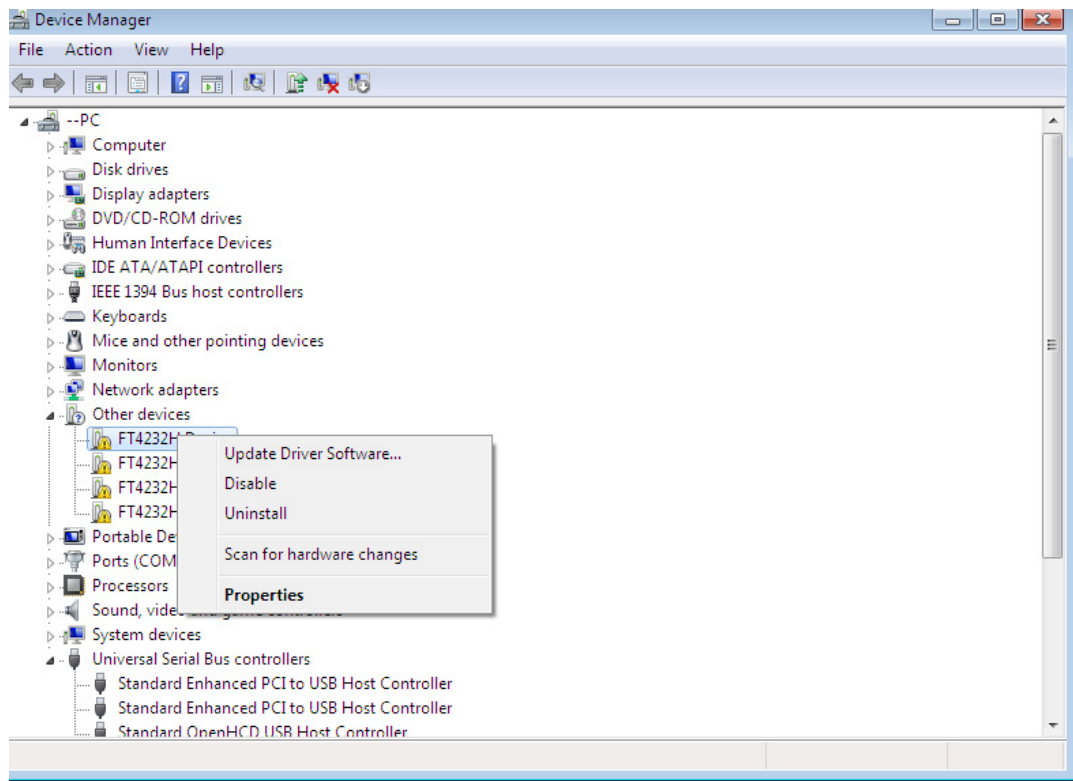 Device Manager
File Action View Help
--PC
Computer
Disk drives
Display adapters
DVD/CD-ROM drives
Human Interface Devices
IDE ATA/ATAPI controllers
IEEE 1394 Bus host controllers
Keyboards
Mice and other pointing devices
Monitors
Network adapters
Other devices
FT4232H
FT4232H
FT4232H
FT4232H
Update Driver Software...
Disable
Uninstall
Scan for hardware changes
Properties
Portable De
Ports (COM
Processors
Sound,
System devices
Universal Serial Bus controllers
Standard Enhanced PCI to USB Host Controller
Standard Enhanced PCI to USB Host Controller
Standard OpenHCD USB Host Controller